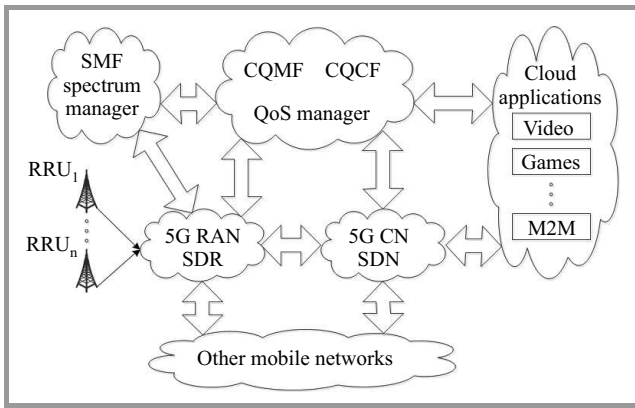 SMF
spectrum
manager
CQMF CQCF
QoS manager
Cloud
applications
Video
Games
M2M
RRU1
RRUn
5G RAN
SDR
5G CN
SDN
Other mobile networks